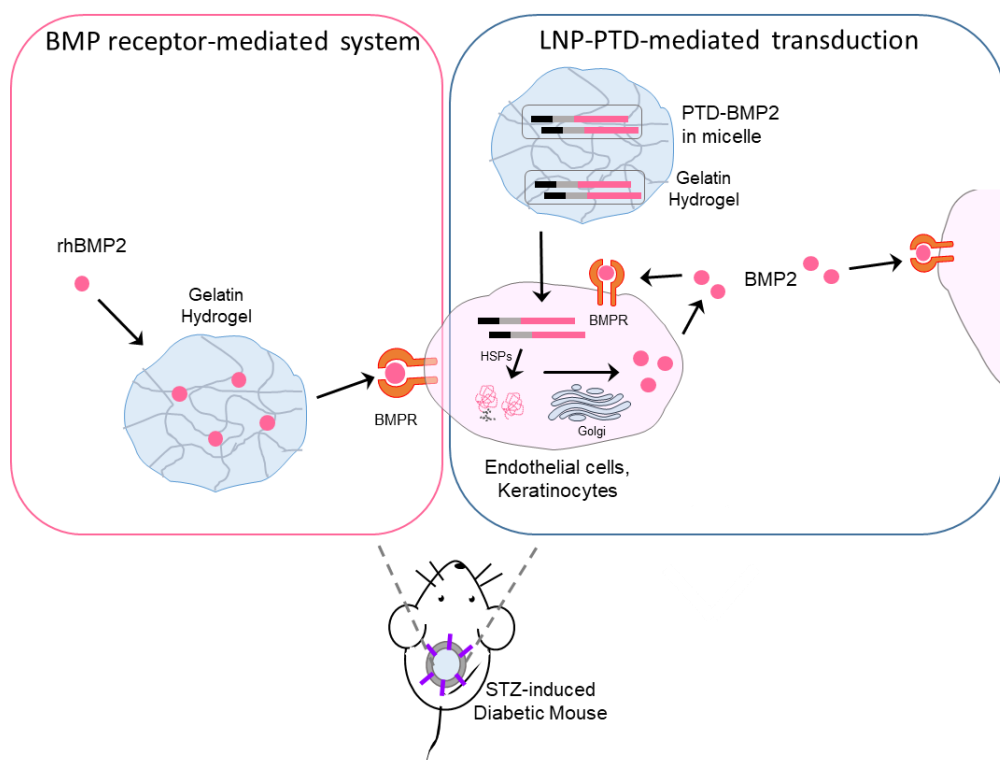 BMP receptor-mediated system
rhBMP2
Gelatin
Hydrogel
BMPR
LNP-PTD-mediated transduction
PTD-BMP2
in micelle
Gelatin
Hydrogel
BMP2
BMPR
HSPs
Golgi
Endothelial cells,
Keratinocytes
STZ-induced
Diabetic Mouse